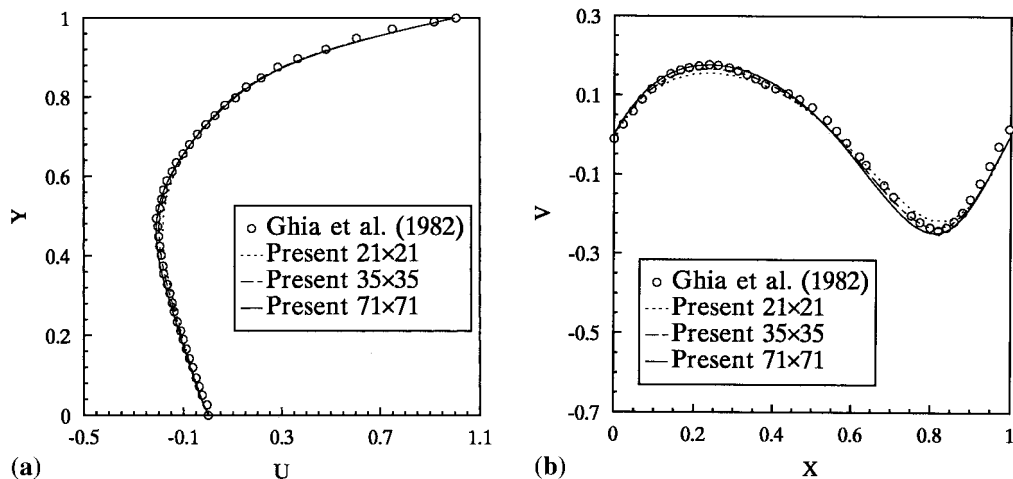 1
0.8
0.6
0.4
0.2
0
Y
Ghia et al. (1982)
Present 21×21
Present 35×35
Present 71×71
-0.5
-0.1
0.3
0.7
1.1
(a)
U
0.3
0.1
-0.1
-0.3
-0.5
-0.7
V
Ghia et al. (1982)
Present 21×21
Present 35×35
Present 71×71
0
0.2
0.4
0.6
0.8
1
(b)
X